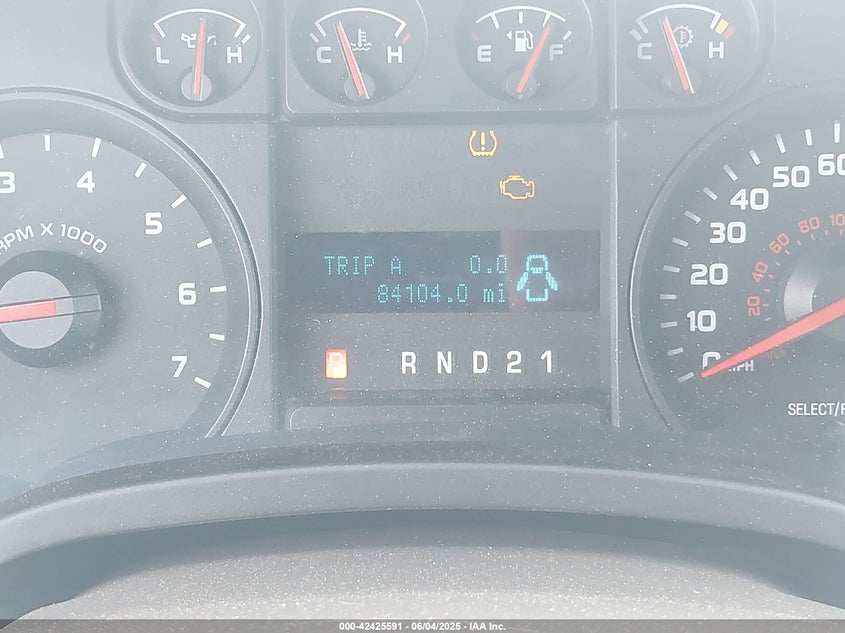 L H
C H
E F
C H
3 4 5 6 7
RPM X 1000
TRIP A 0.0
84104.0 mi
P R N D 2 1
0 10 20 30 40 50 60
20 40 60 80
MPH
SELECT/
000-42425591 - 06/04/2025 - IAA Inc.